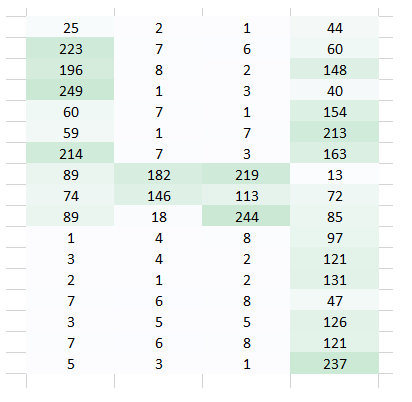 25 2 1 44
223 7 6 60
196 8 2 148
249 1 3 40
60 7 1 154
59 1 7 213
214 7 3 163
89 182 219 13
74 146 113 72
89 18 244 85
1 4 8 97
3 4 2 121
2 1 2 131
7 6 8 47
3 5 5 126
7 6 8 121
5 3 1 237